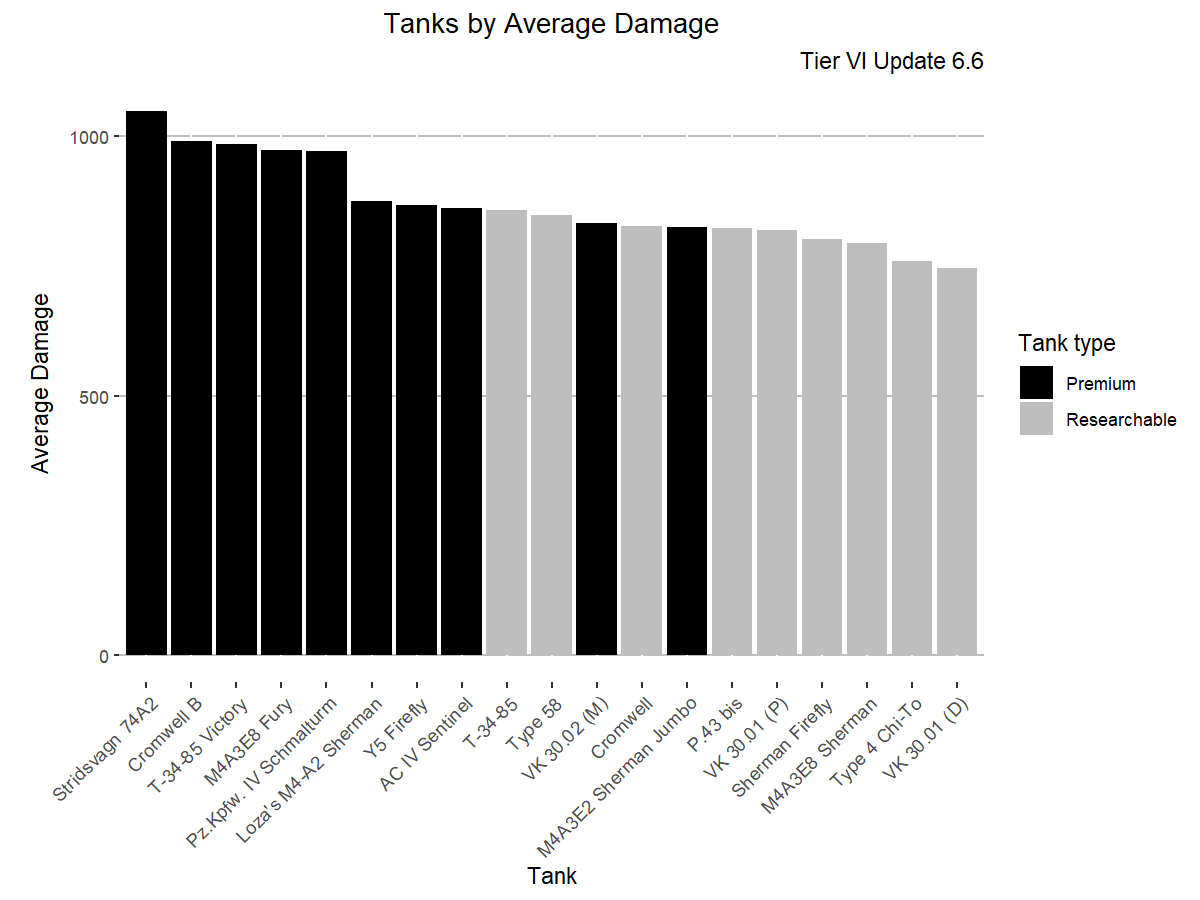 Tanks by Average Damage
Tier VI Update 6.6
Average Damage
1000
500
0
Stridsvagn 74A2
Cromwell B
T-34-85 Victory
M4A3E8 Fury
Pz.Kpfw. IV Schmalturm
Loza's M4-A2 Sherman
Y5 Firefly
AC IV Sentinel
T-34-85
Type 58
VK 30.02 (M)
Cromwell
M4A3E2 Sherman Jumbo
P.43 bis
VK 30.01 (P)
Sherman Firefly
M4A3E8 Sherman
Type 4 Chi-To
VK 30.01 (D)
Tank
Tank type
Premium
Researchable